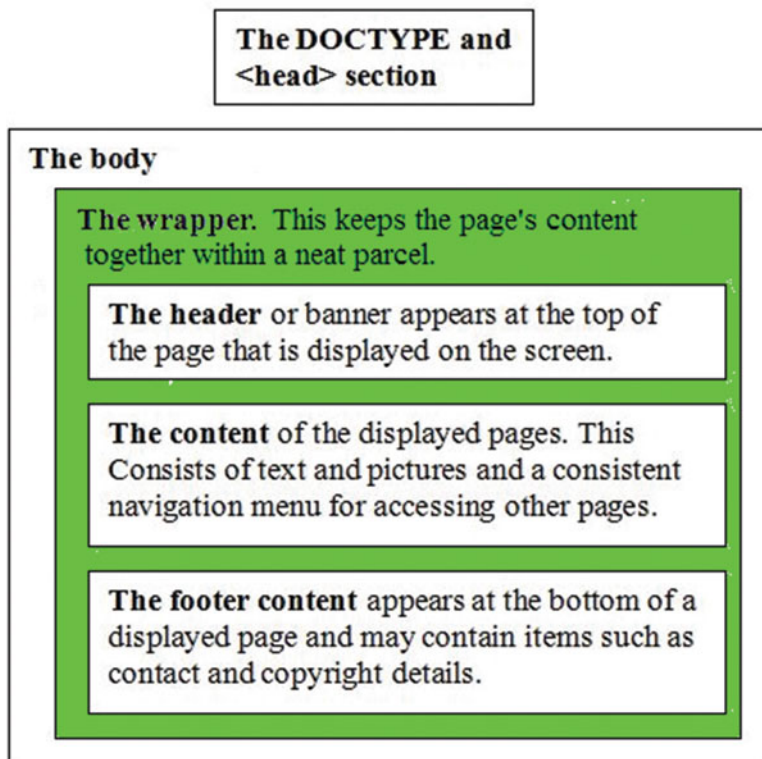 The DOCTYPE and
<head> section
The body
The wrapper. This keeps the page's content
together within a neat parcel.
The header or banner appears at the top of
the page that is displayed on the screen.
The content of the displayed pages. This
Consists of text and pictures and a consistent
navigation menu for accessing other pages.
The footer content appears at the bottom of a
displayed page and may contain items such as
contact and copyright details.